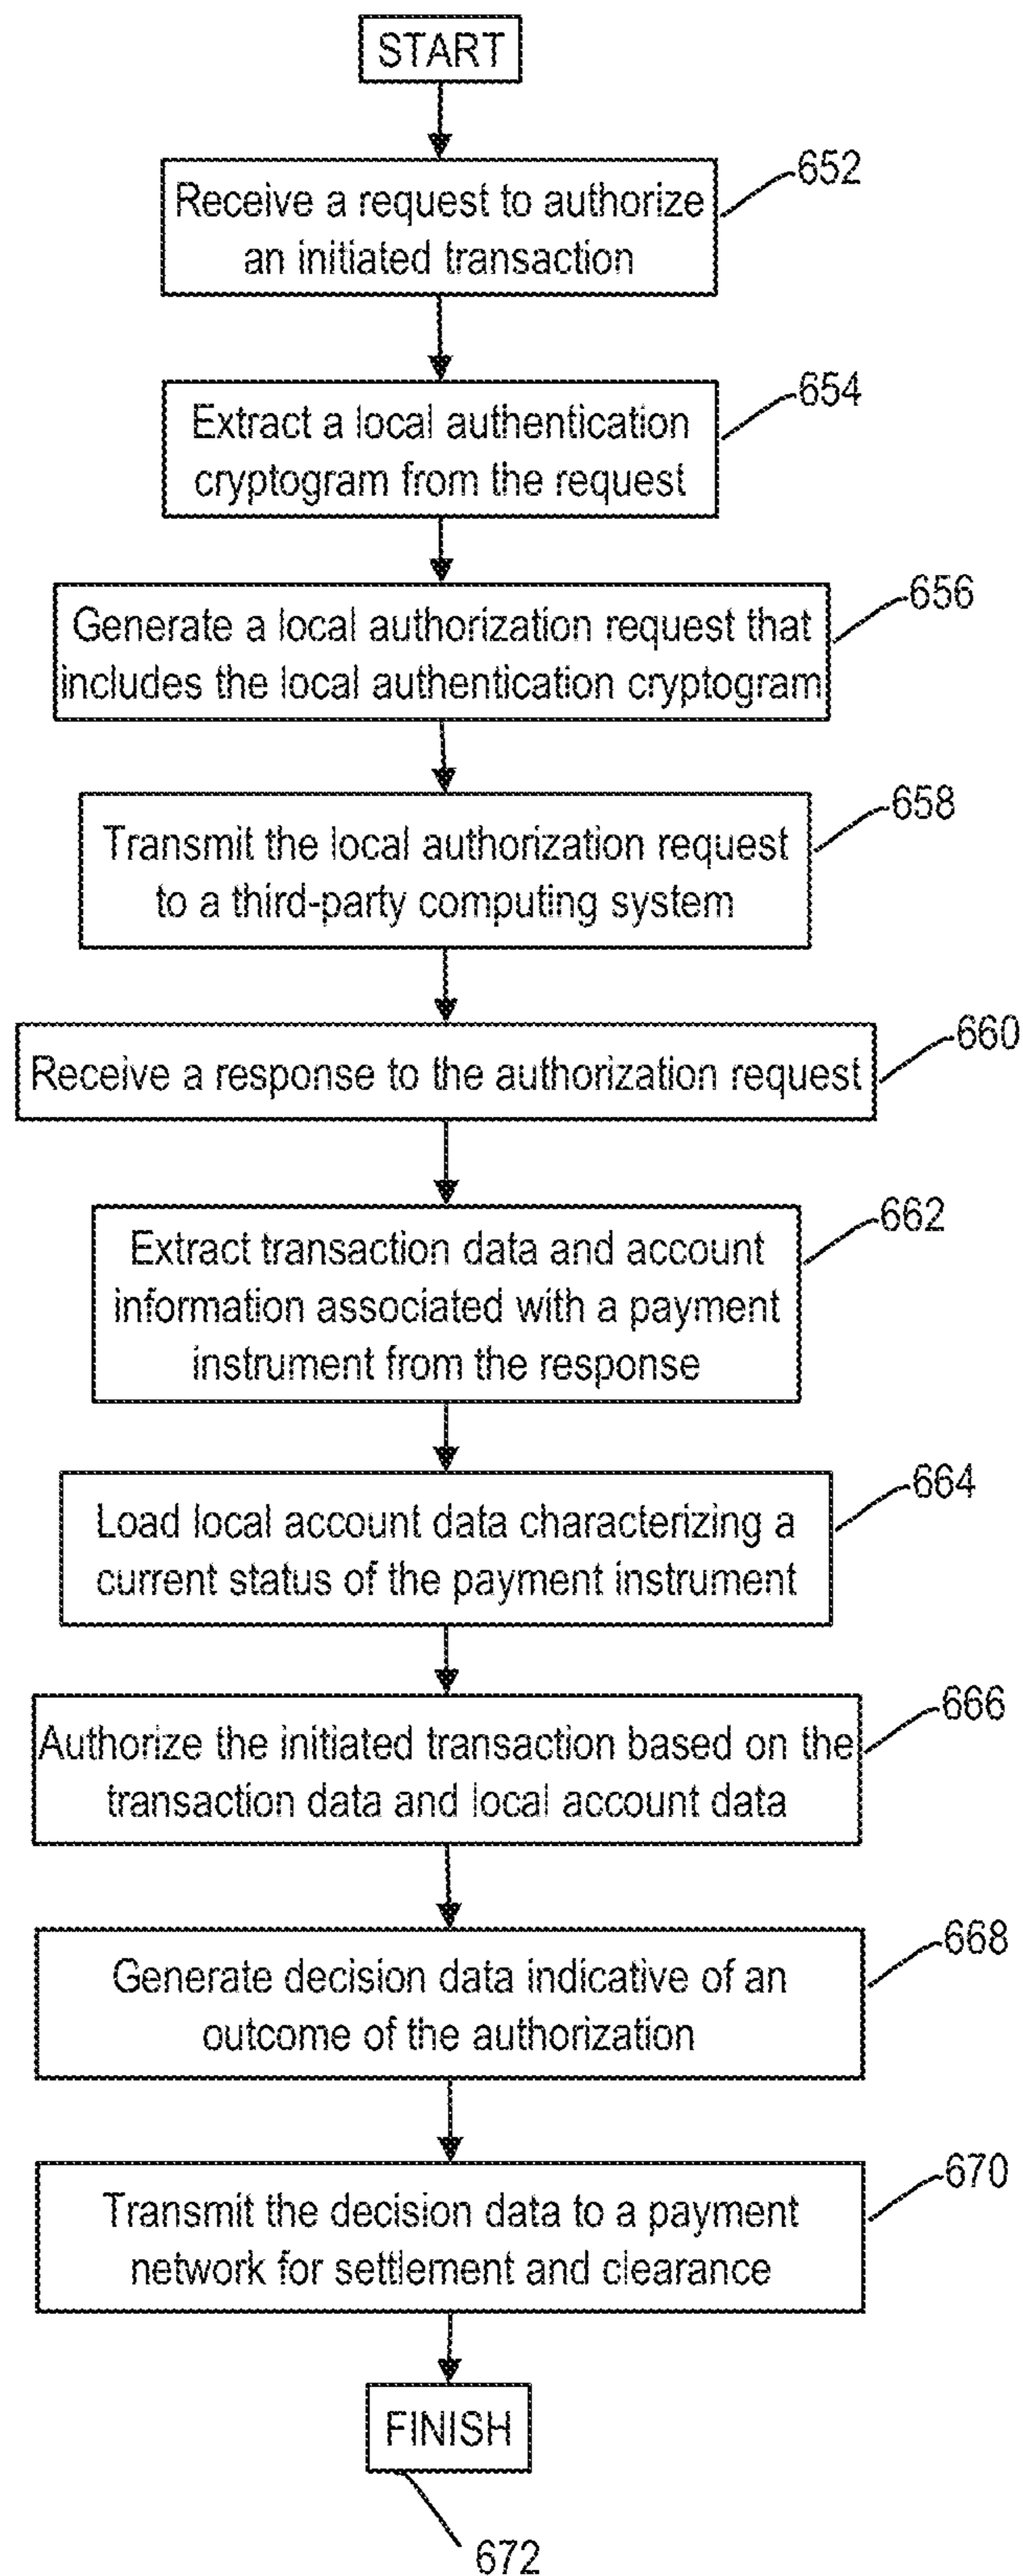 START
652
Receive a request to authorize
an initiated transaction
654
Extract a local authentication
cryptogram from the request
656
Generate a local authorization request that
includes the local authentication cryptogram
658
Transmit the local authorization request
to a third-party computing system
660
Receive a response to the authorization request
662
Extract transaction data and account
information associated with a payment
instrument from the response
664
Load local account data characterizing a
current status of the payment instrument
666
Authorize the initiated transaction based on the
transaction data and local account data
668
Generate decision data indicative of an
outcome of the authorization
670
Transmit the decision data to a payment
network for settlement and clearance
FINISH
672